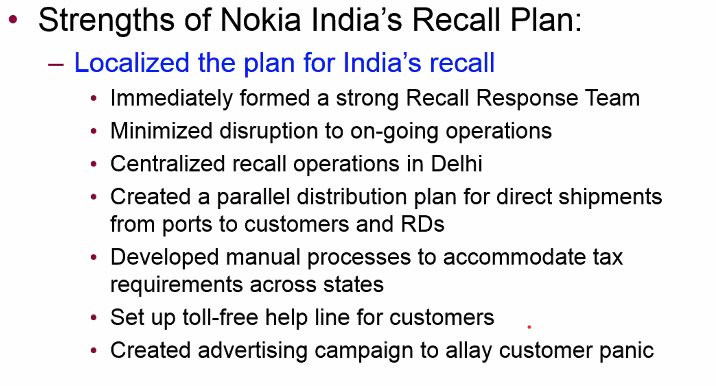 • Strengths of Nokia India's Recall Plan:
– Localized the plan for India's recall
• Immediately formed a strong Recall Response Team
• Minimized disruption to on-going operations
• Centralized recall operations in Delhi
• Created a parallel distribution plan for direct shipments
from ports to customers and RDs
• Developed manual processes to accommodate tax
requirements across states
• Set up toll-free help line for customers
• Created advertising campaign to allay customer panic